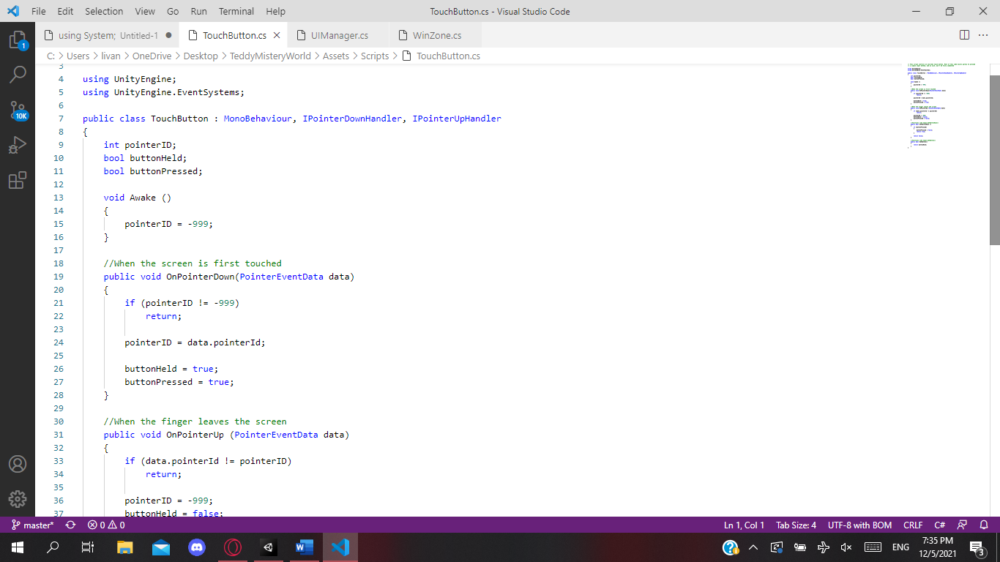 File Edit Selection View Go Run Terminal Help TouchButton.cs - Visual Studio Code
using System; Untitled-1 TouchButton.cs UIManager.cs WinZone.cs
C: > Users > livan > OneDrive > Desktop > TeddyMisteryWorld > Assets > Scripts > TouchButton.cs
3
4 using UnityEngine;
5 using UnityEngine.EventSystems;
6
7 public class TouchButton : MonoBehaviour, IPointerDownHandler, IPointerUpHandler
8 {
9 int pointerID;
10 bool buttonHeld;
11 bool buttonPressed;
12
13 void Awake ()
14 {
15 pointerID = -999;
16 }
17
18 //When the screen is first touched
19 public void OnPointerDown(PointerEventData data)
20 {
21 if (pointerID != -999)
22 return;
23
24 pointerID = data.pointerId;
25
26 buttonHeld = true;
27 buttonPressed = true;
28 }
29
30 //When the finger leaves the screen
31 public void OnPointerUp (PointerEventData data)
32 {
33 if (data.pointerId != pointerID)
34 return;
35
36 pointerID = -999;
37 buttonHeld = false;
1
10K
master* 0 0 Ln 1, Col 1 Tab Size: 4 UTF-8 with BOM CRLF C#
ENG 7:35 PM
12/5/2021 3